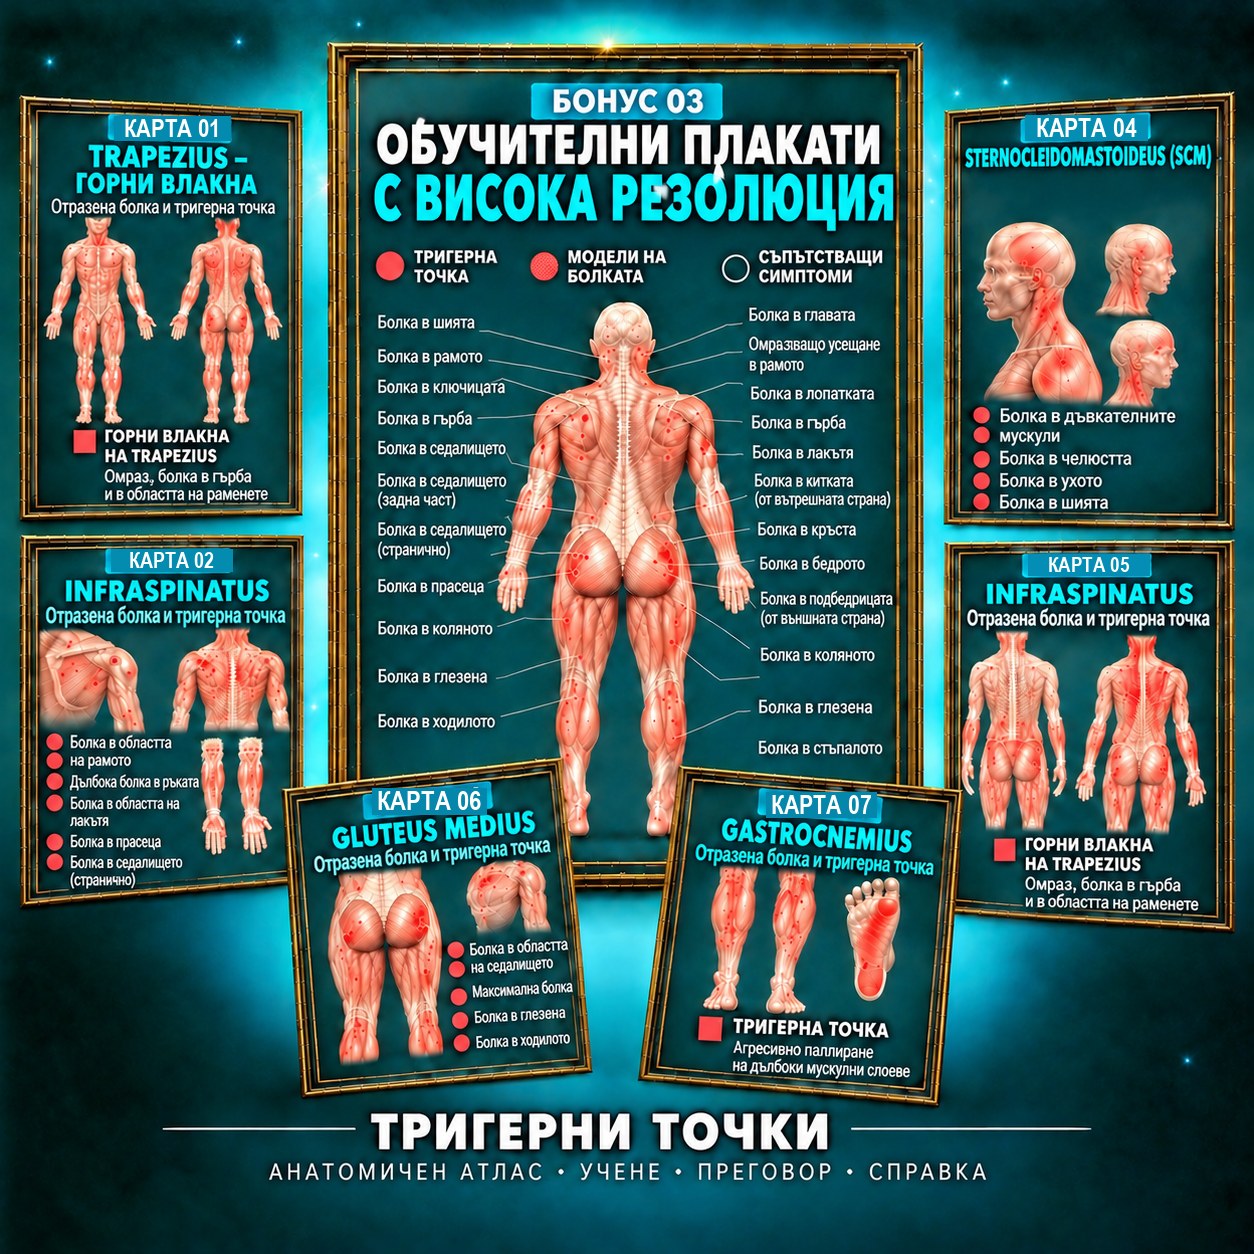 БОНУС 03
ОБУЧИТЕЛНИ ПЛАКАТИ
С ВИСОКА РЕЗОЛЮЦИЯ
ТРИГЕРНА
ТОЧКА
МОДЕЛИ НА
БОЛКАТА
СЪПЪТСТВАЩИ
СИМПТОМИ
Болка в шията
Болка в рамото
Болка в ключицата
Болка в гърба
Болка в седалището
Болка в седалището
(задна част)
Болка в седалището
(странично)
Болка в прасеца
Болка в коляното
Болка в глезена
Болка в ходилото
Болка в главата
Омразяващо усещане
в рамото
Болка в лопатката
Болка в гърба
Болка в лакътя
Болка в китката
(от вътрешната страна)
Болка в кръста
Болка в бедрото
Болка в подбедрицата
(от външната страна)
Болка в коляното
Болка в глезена
Болка в стъпалото
КАРТА 01
TRAPEZIUS –
ГОРНИ ВЛАКНА
Отразена болка и тригерна точка
ГОРНИ ВЛАКНА
НА TRAPEZIUS
Омраз., болка в гърба
и в областта на раменете
КАРТА 02
INFRASPINATUS
Отразена болка и тригерна точка
Болка в областта
на рамото
Дълбока болка в ръката
Болка в областта на
лакътя
Болка в прасеца
Болка в седалището
(странично)
КАРТА 04
STERNOCLEIDOMASTOIDEUS (SCM)
Болка в дъвкателните
мускули
Болка в челюстта
Болка в ухото
Болка в шията
КАРТА 05
INFRASPINATUS
Отразена болка и тригерна точка
ГОРНИ ВЛАКНА
НА TRAPEZIUS
Омраз, болка в гърба
и в областта на раменете
КАРТА 06
GLUTEUS MEDIUS
Отразена болка и тригерна точка
Болка в областта
на седалището
Максимална болка
Болка в глезена
Болка в ходилото
КАРТА 07
GASTROCNEMIUS
Отразена болка и тригерна точка
ТРИГЕРНА ТОЧКА
Агресивно паллиране
на дълбоки мускулни слоеве
ТРИГЕРНИ ТОЧКИ
АНАТОМИЧЕН АТЛАС • УЧЕНЕ • ПРЕГОВОР • СПРАВКА